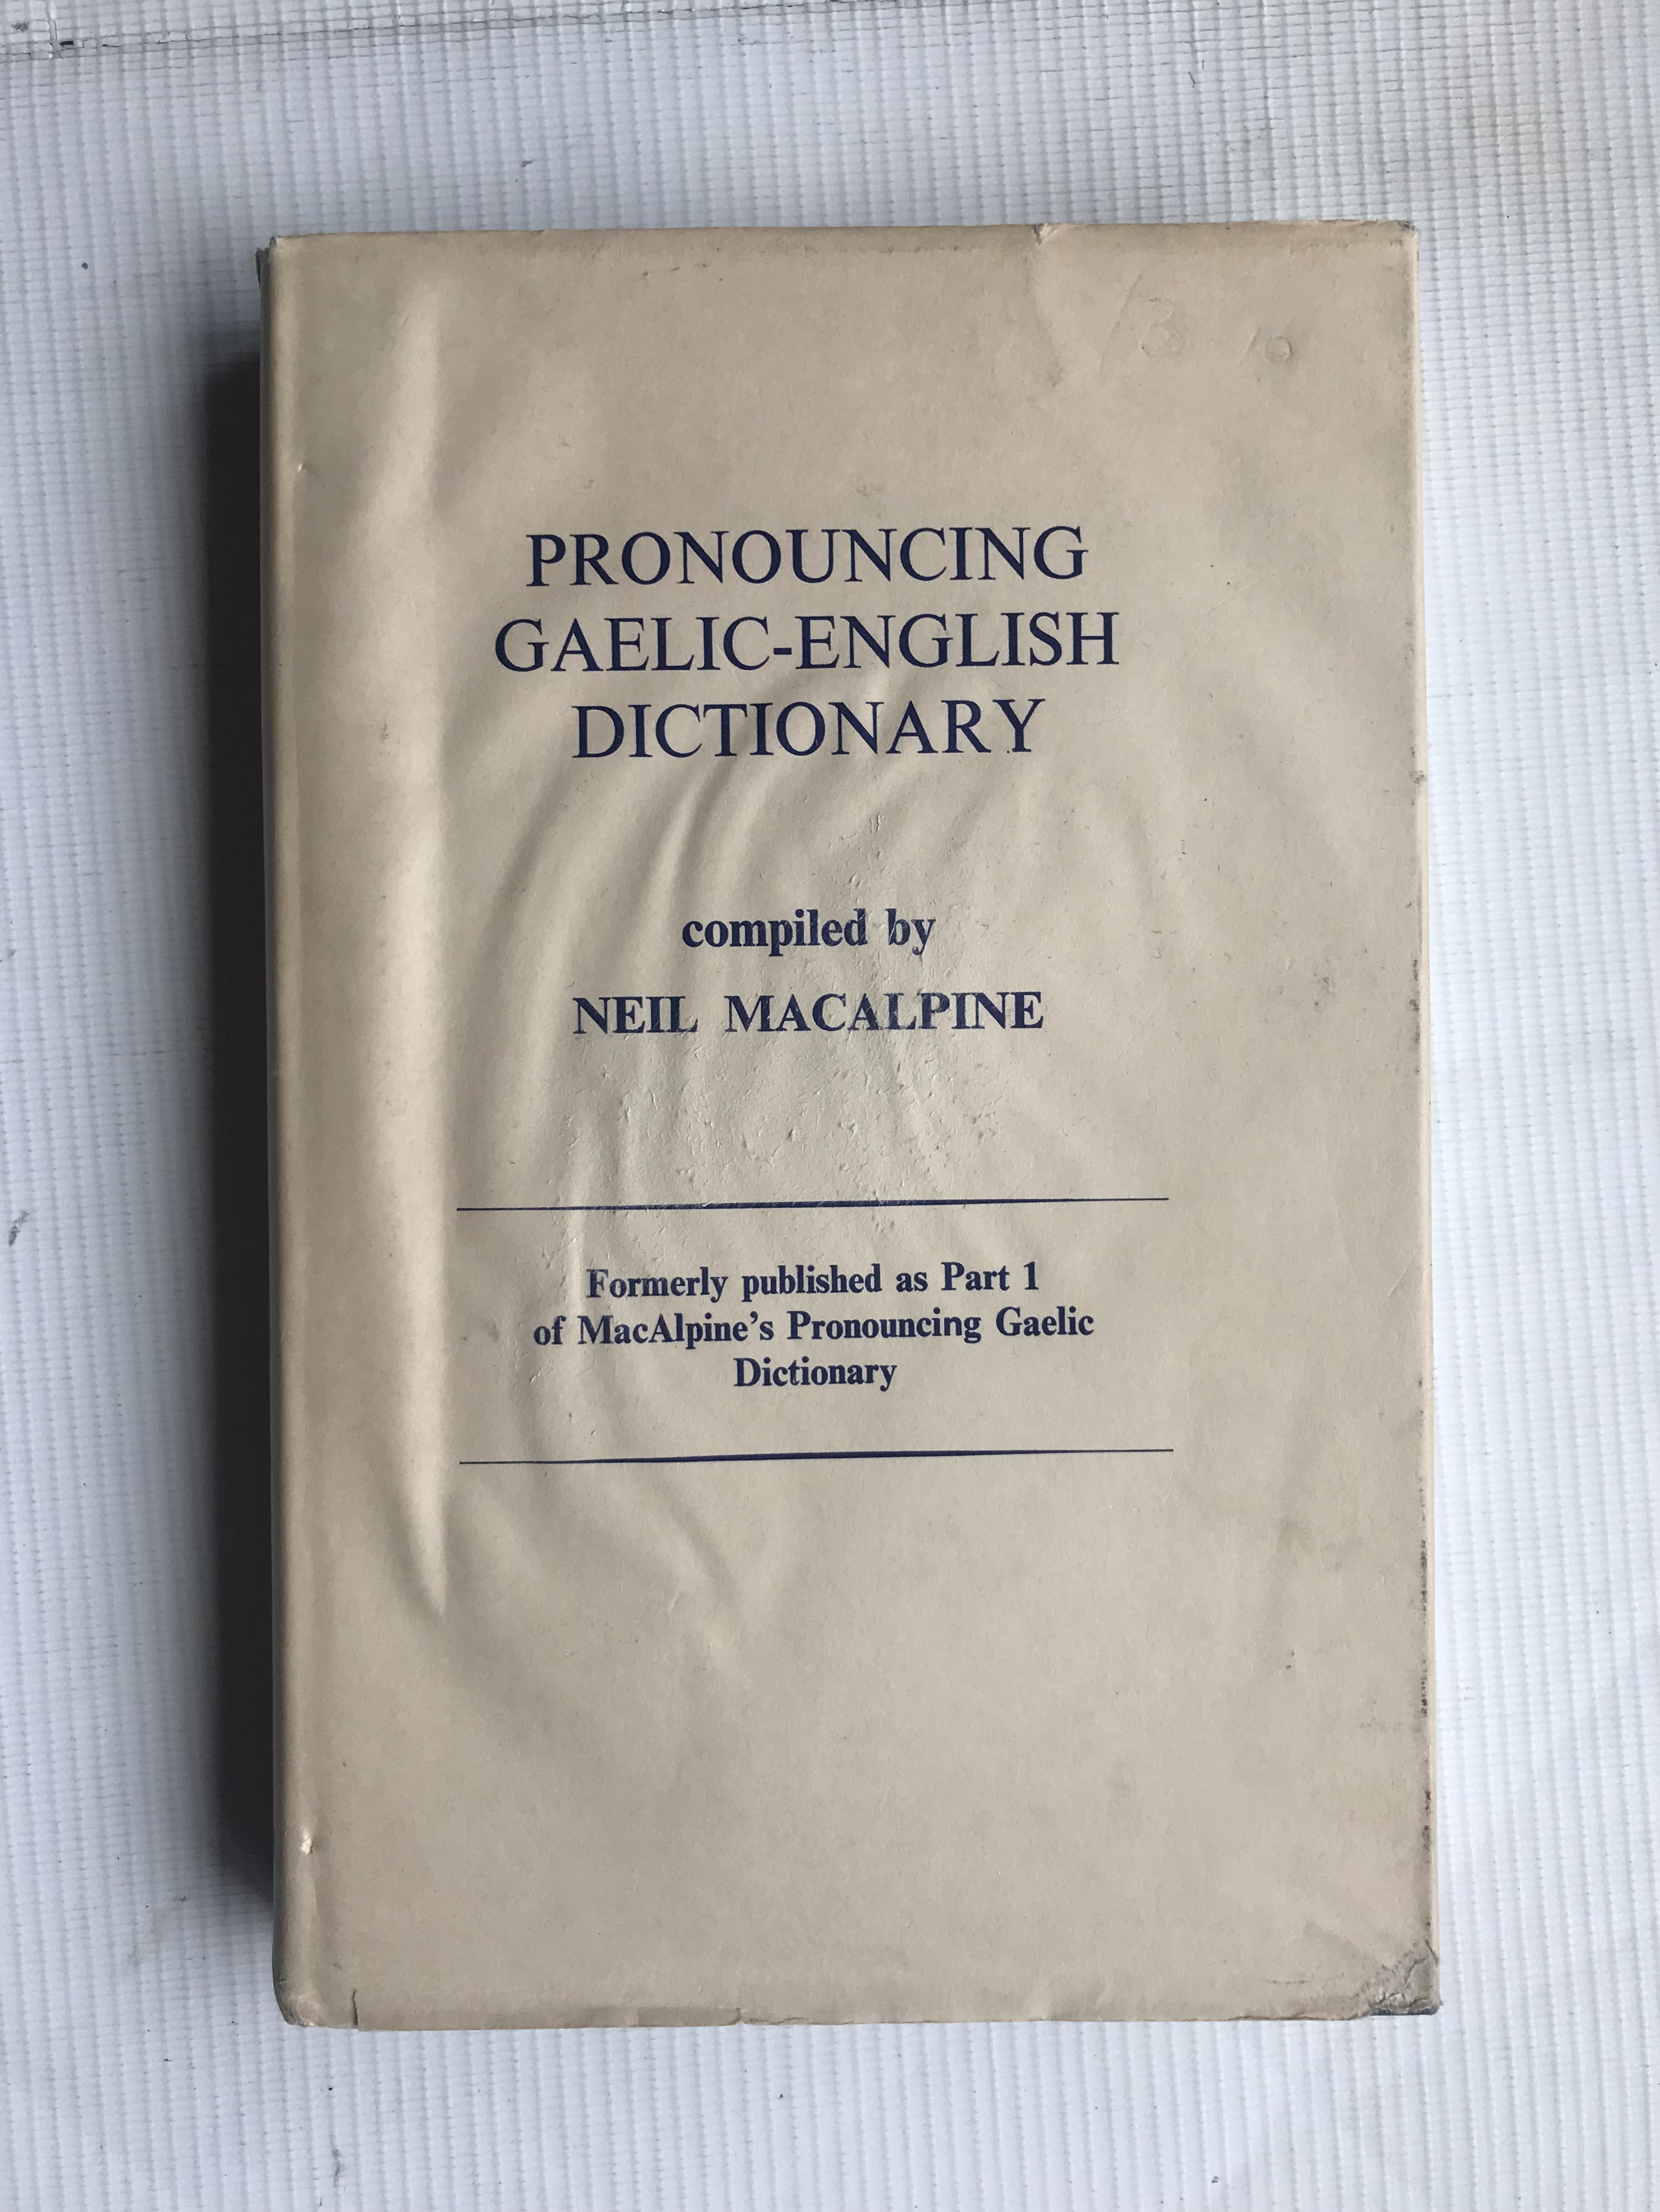 PRONOUNCING
GAELIC-ENGLISH
DICTIONARY
compiled by
NEIL MACALPINE
Formerly published as Part 1
of MacAlpine's Pronouncing Gaelic
Dictionary